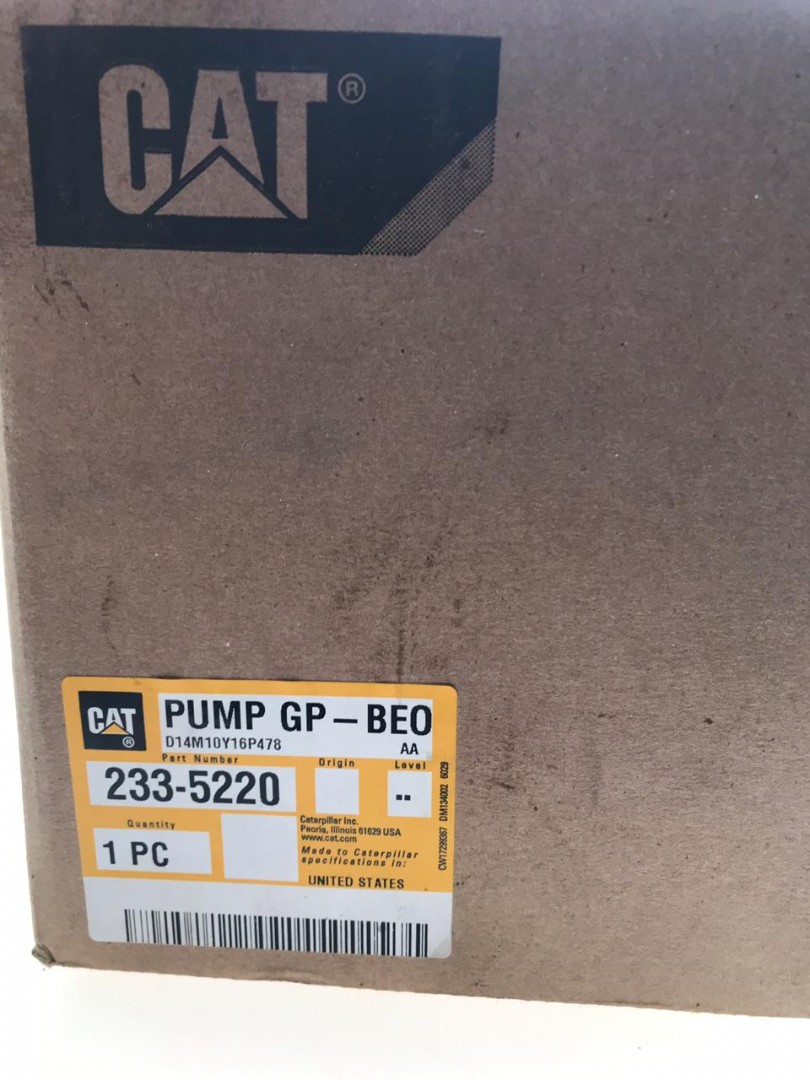 CAT®
CAT®
PUMP GP – BEO
D14M10Y16P478 AA
Part Number Origin Level
233-5220 --
Quantity
1 PC
Caterpillar Inc.
Peoria, Illinois 61629 USA
www.cat.com
Made to Caterpillar
specifications in:
UNITED STATES
CW17299367 DM134002 6029